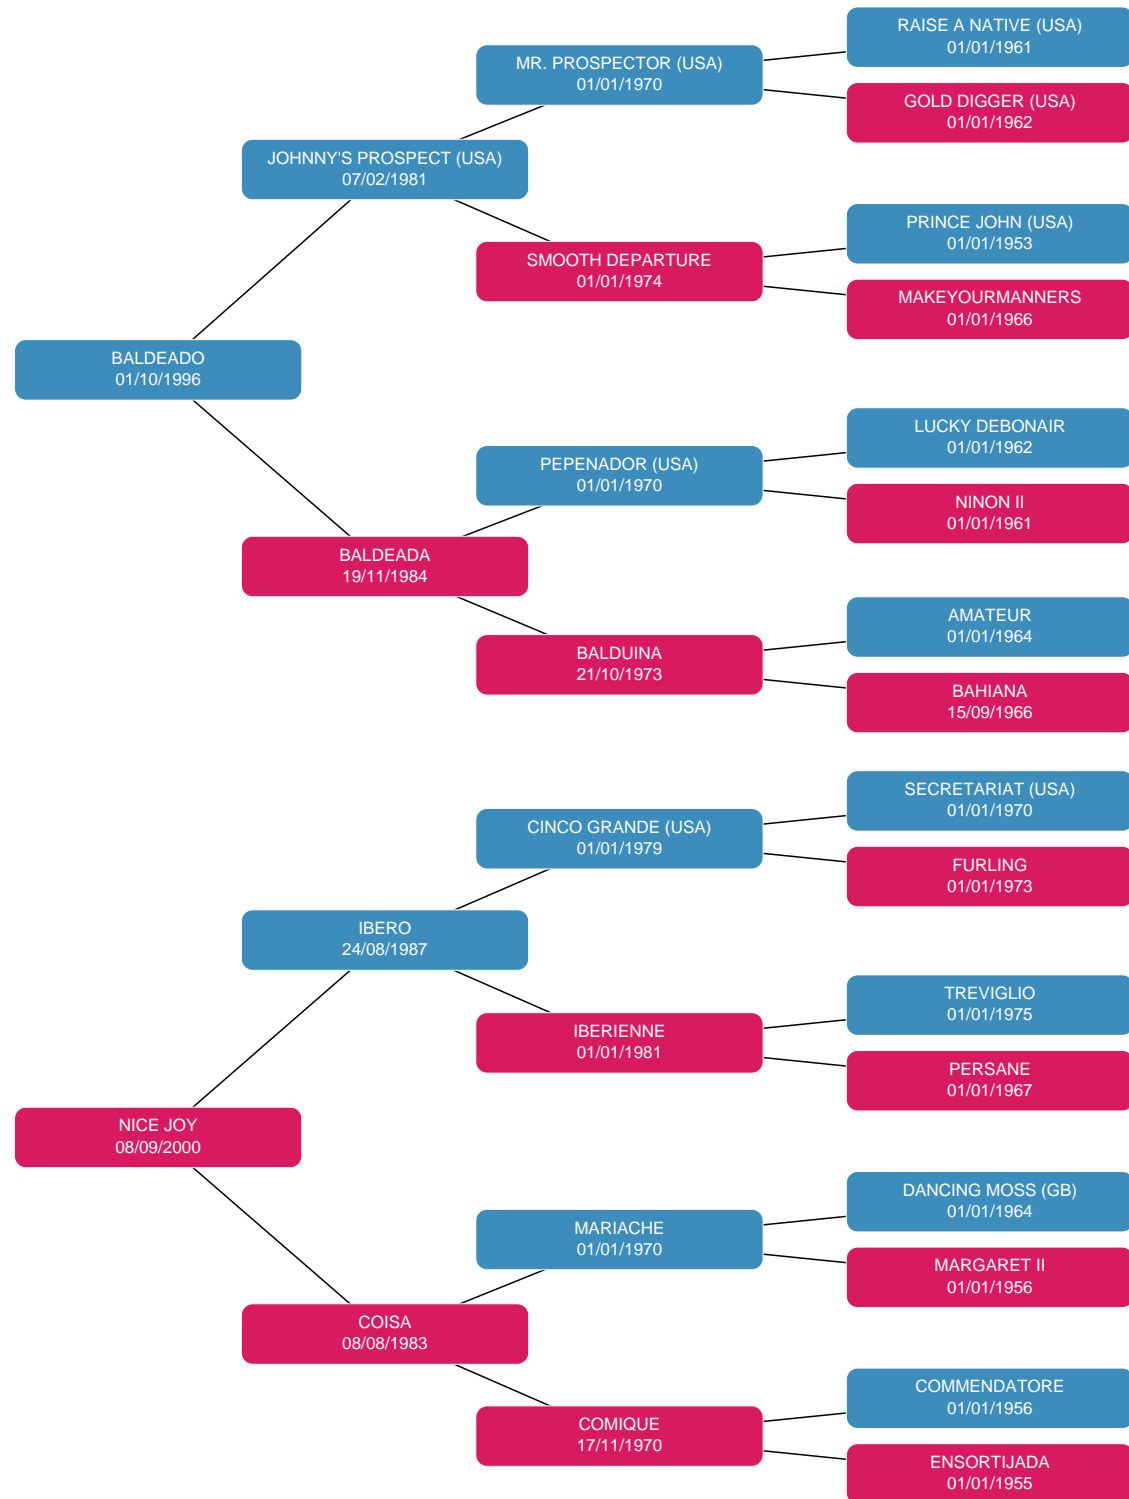 RAISE A NATIVE (USA)
01/01/1961
MR. PROSPECTOR (USA)
01/01/1970
GOLD DIGGER (USA)
01/01/1962
JOHNNY'S PROSPECT (USA)
07/02/1981
PRINCE JOHN (USA)
01/01/1953
SMOOTH DEPARTURE
01/01/1974
MAKEYOURMANNERS
01/01/1966
BALDEADO
01/10/1996
LUCKY DEBONAIR
01/01/1962
PEPENADOR (USA)
01/01/1970
NINON II
01/01/1961
BALDEADA
19/11/1984
AMATEUR
01/01/1964
BALDUINA
21/10/1973
BAHIANA
15/09/1966
SECRETARIAT (USA)
01/01/1970
CINCO GRANDE (USA)
01/01/1979
FURLING
01/01/1973
IBERO
24/08/1987
TREVIGLIO
01/01/1975
IBERIENNE
01/01/1981
PERSANE
01/01/1967
NICE JOY
08/09/2000
DANCING MOSS (GB)
01/01/1964
MARIACHE
01/01/1970
MARGARET II
01/01/1956
COISA
08/08/1983
COMMENDATORE
01/01/1956
COMIQUE
17/11/1970
ENSORTIJADA
01/01/1955